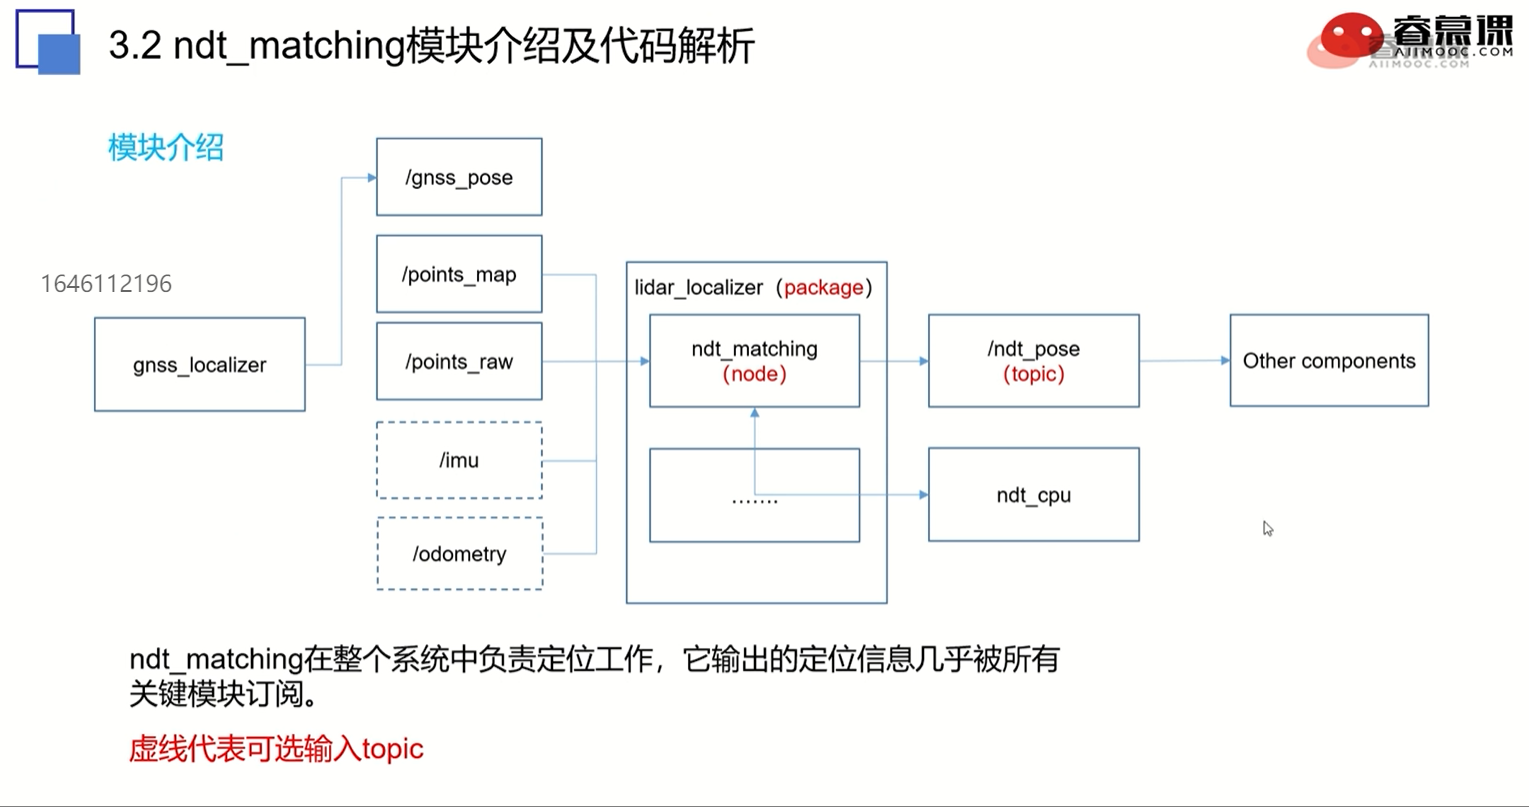 3.2 ndt_matching模块介绍及代码解析
睿慕课
AIIMOOC.COM
AIIMOOC.COM
模块介绍
/gnss_pose
/points_map
1646112196
lidar_localizer（package）
gnss_localizer
/points_raw
ndt_matching
（node）
/ndt_pose
（topic）
Other components
/imu
.......
ndt_cpu
/odometry
ndt_matching在整个系统中负责定位工作，它输出的定位信息几乎被所有
关键模块订阅。
虚线代表可选输入topic